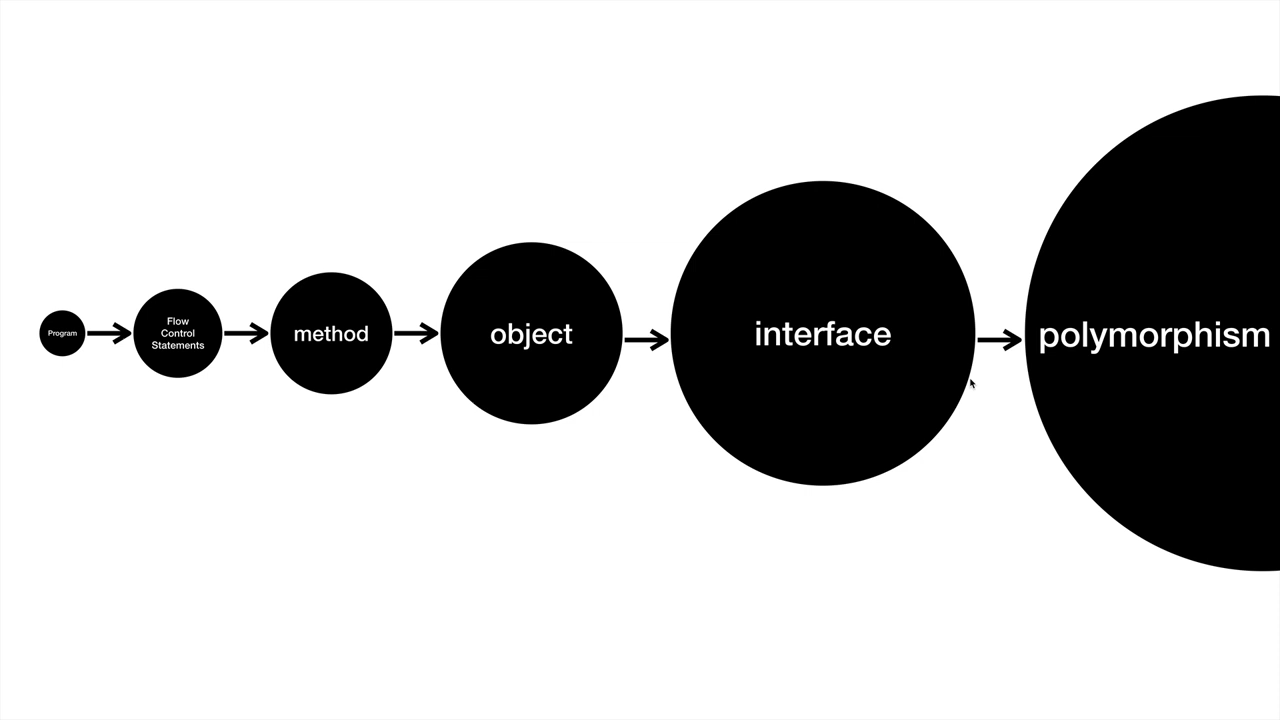 Program
Flow
Control
Statements
method
object
interface
polymorphism